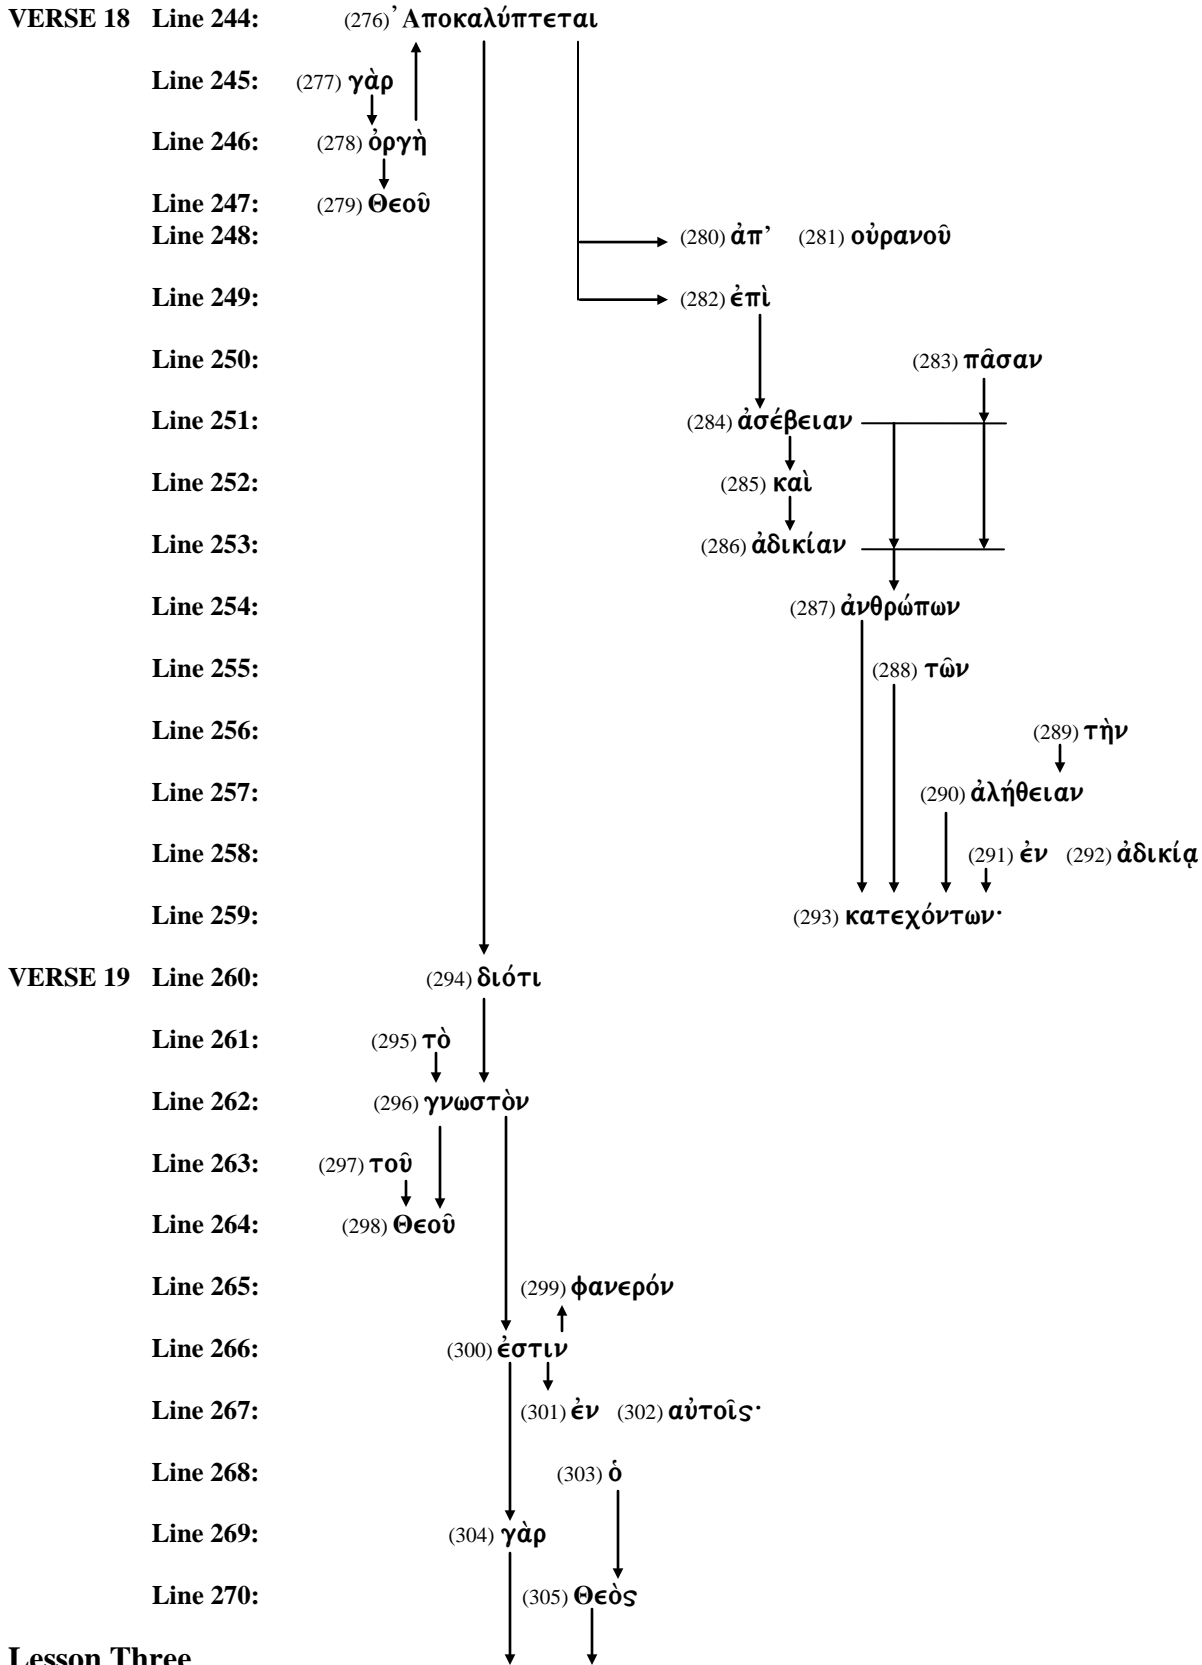 VERSE 18 Line 244: (276) ᾿Αποκαλύπτεται
Line 245: (277) γὰρ
Line 246: (278) ὀργὴ
Line 247: (279) Θεοῦ
Line 248: (280) ἀπ’ (281) οὐρανοῦ
Line 249: (282) ἐπὶ
Line 250: (283) πᾶσαν
Line 251: (284) ἀσέβειαν
Line 252: (285) καὶ
Line 253: (286) ἀδικίαν
Line 254: (287) ἀνθρώπων
Line 255: (288) τῶν
Line 256: (289) τὴν
Line 257: (290) ἀλήθειαν
Line 258: (291) ἐν (292) ἀδικίᾳ
Line 259: (293) κατεχόντων·
VERSE 19 Line 260: (294) διότι
Line 261: (295) τὸ
Line 262: (296) γνωστὸν
Line 263: (297) τοῦ
Line 264: (298) Θεοῦ
Line 265: (299) φανερόν
Line 266: (300) ἐστιν
Line 267: (301) ἐν (302) αὐτοῖς·
Line 268: (303) ὁ
Line 269: (304) γὰρ
Line 270: (305) Θεὸς
Lesson Three